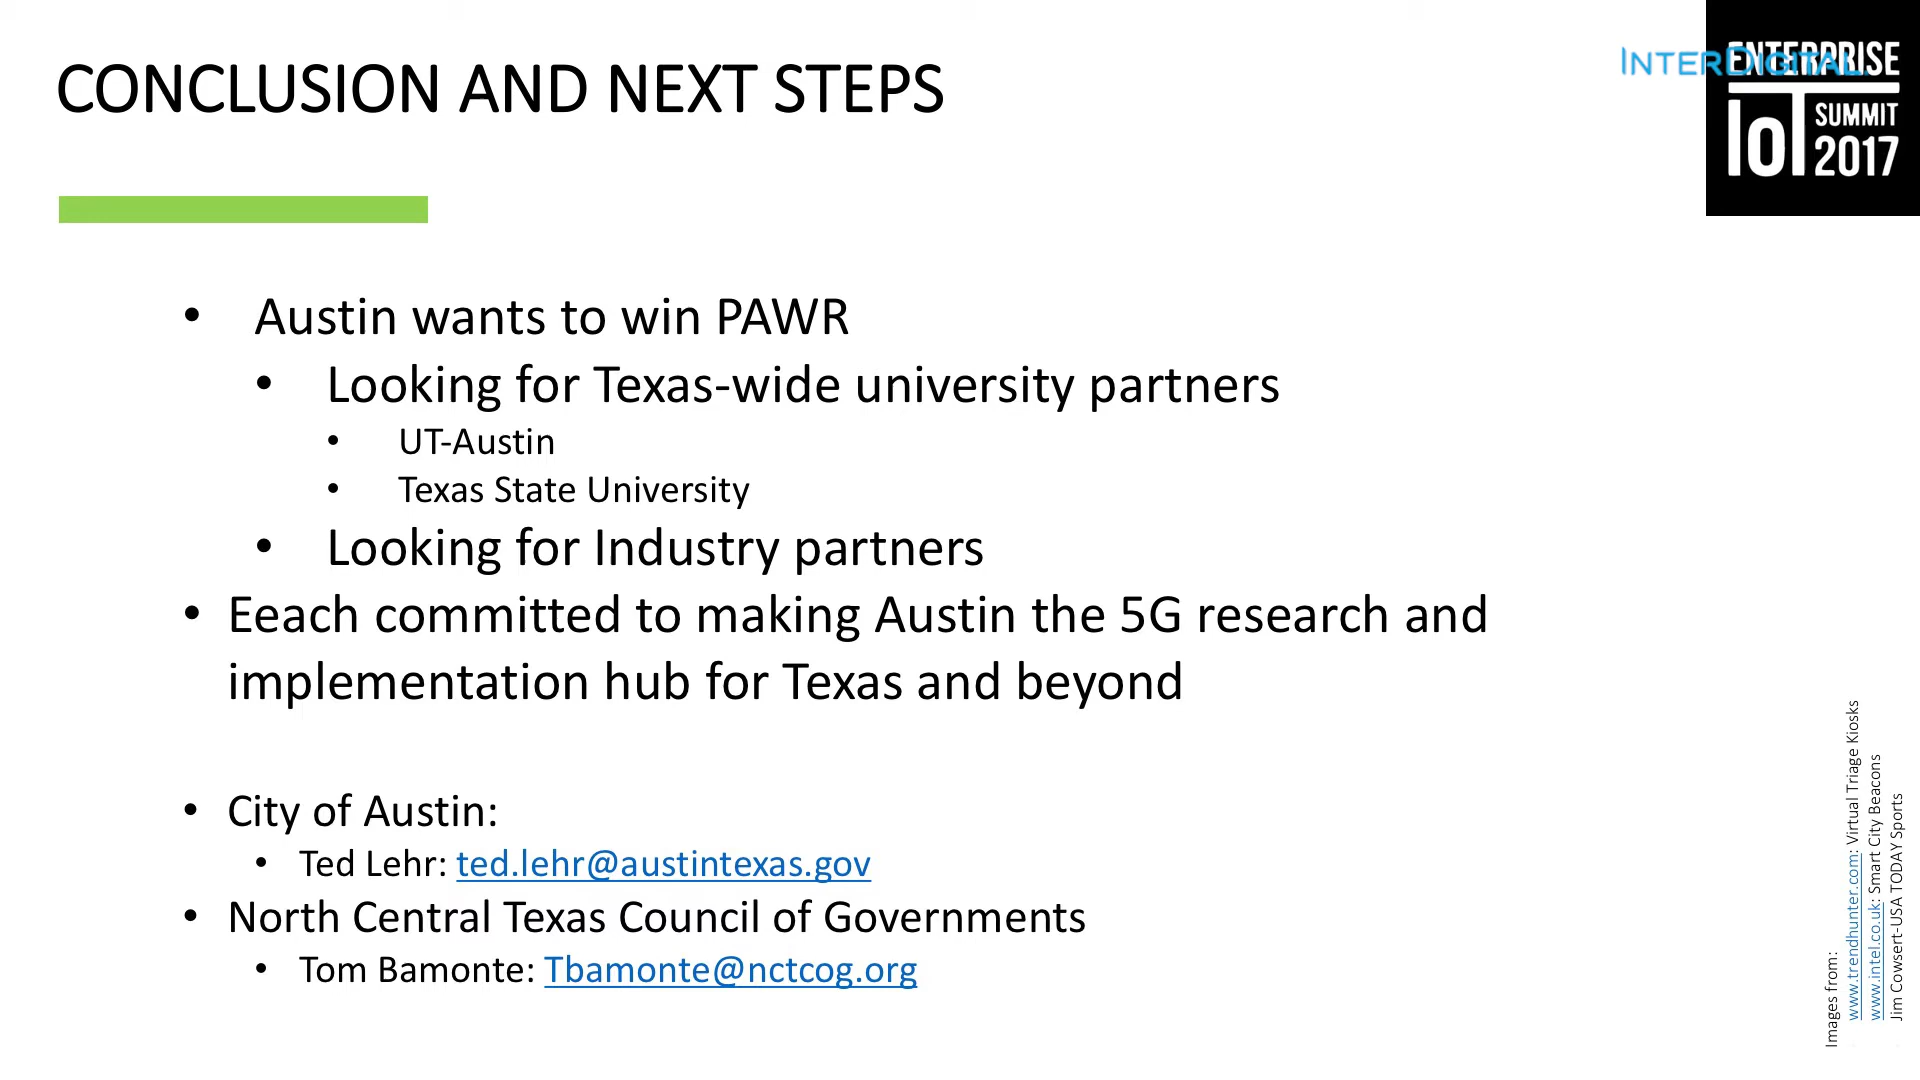 CONCLUSION AND NEXT STEPS
INTERDIGITAL
ENTERPRISE
IoT SUMMIT
2017
• Austin wants to win PAWR
• Looking for Texas-wide university partners
• UT-Austin
• Texas State University
• Looking for Industry partners
• Eeach committed to making Austin the 5G research and
implementation hub for Texas and beyond
• City of Austin:
• Ted Lehr: ted.lehr@austintexas.gov
• North Central Texas Council of Governments
• Tom Bamonte: Tbamonte@nctcog.org
Images from:
www.trendhunter.com: Virtual Triage Kiosks
www.intel.co.uk: Smart City Beacons
Jim Cowsert-USA TODAY Sports